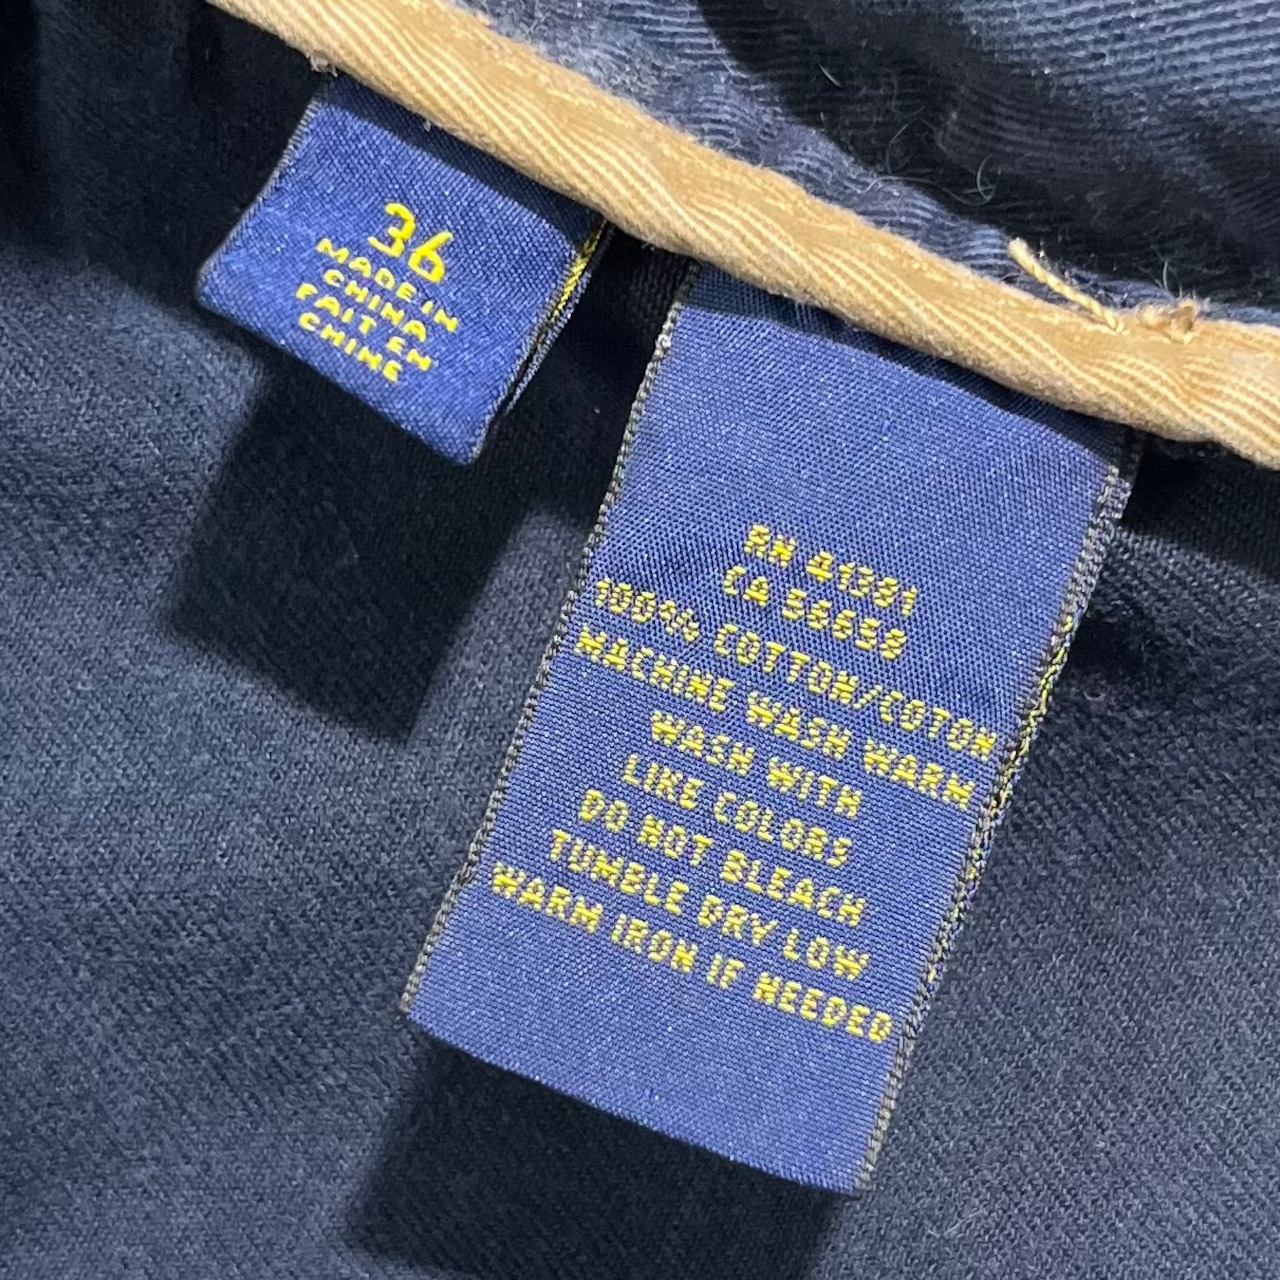 36
MADE IN
CHINA
FAIT EN
CHINE
RN 41381
CA 56658
100% COTTON/COTON
MACHINE WASH WARM
WASH WITH
LIKE COLORS
DO NOT BLEACH
TUMBLE DRY LOW
WARM IRON IF NEEDED